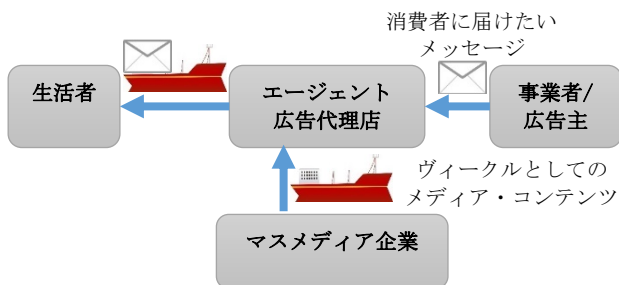 消費者に届けたい
メッセージ
生活者
エージェント
広告代理店
事業者/
広告主
ヴィークルとしての
メディア・コンテンツ
マスメディア企業